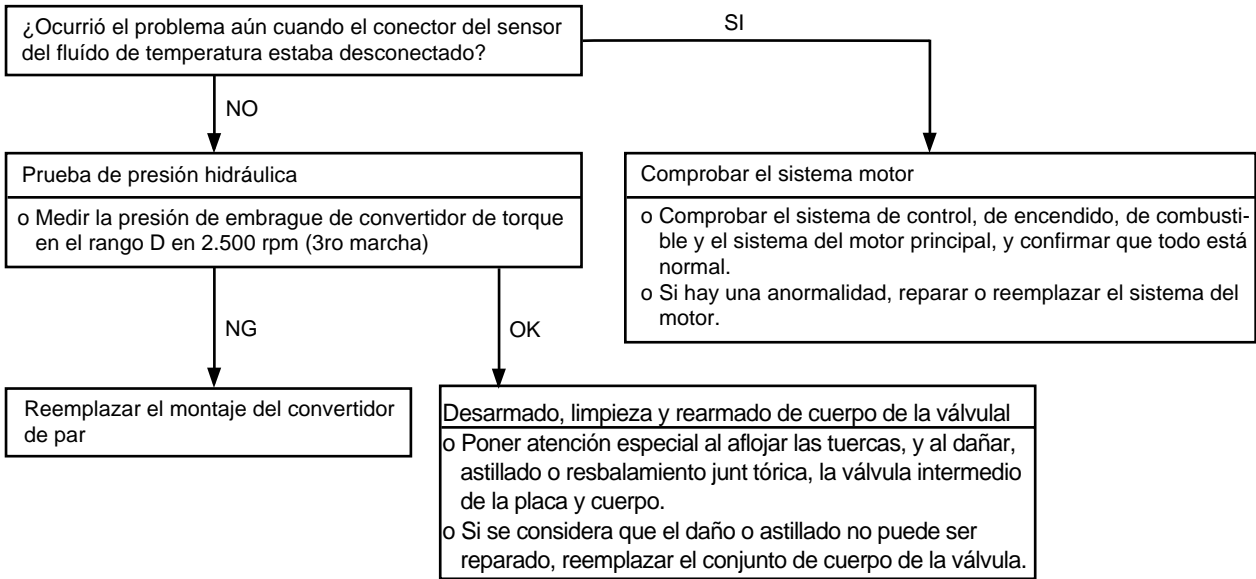 ¿Ocurrió el problema aún cuando el conector del sensor
del fluído de temperatura estaba desconectado?
SI
NO
Prueba de presión hidráulica
o Medir la presión de embrague de convertidor de torque
en el rango D en 2.500 rpm (3ro marcha)
Comprobar el sistema motor
o Comprobar el sistema de control, de encendido, de combusti-
ble y el sistema del motor principal, y confirmar que todo está
normal.
o Si hay una anormalidad, reparar o reemplazar el sistema del
motor.
NG
OK
Reemplazar el montaje del convertidor
de par
Desarmado, limpieza y rearmado de cuerpo de la válvulal
o Poner atención especial al aflojar las tuercas, y al dañar,
astillado o resbalamiento junt tórica, la válvula intermedio
de la placa y cuerpo.
o Si se considera que el daño o astillado no puede ser
reparado, reemplazar el conjunto de cuerpo de la válvula.